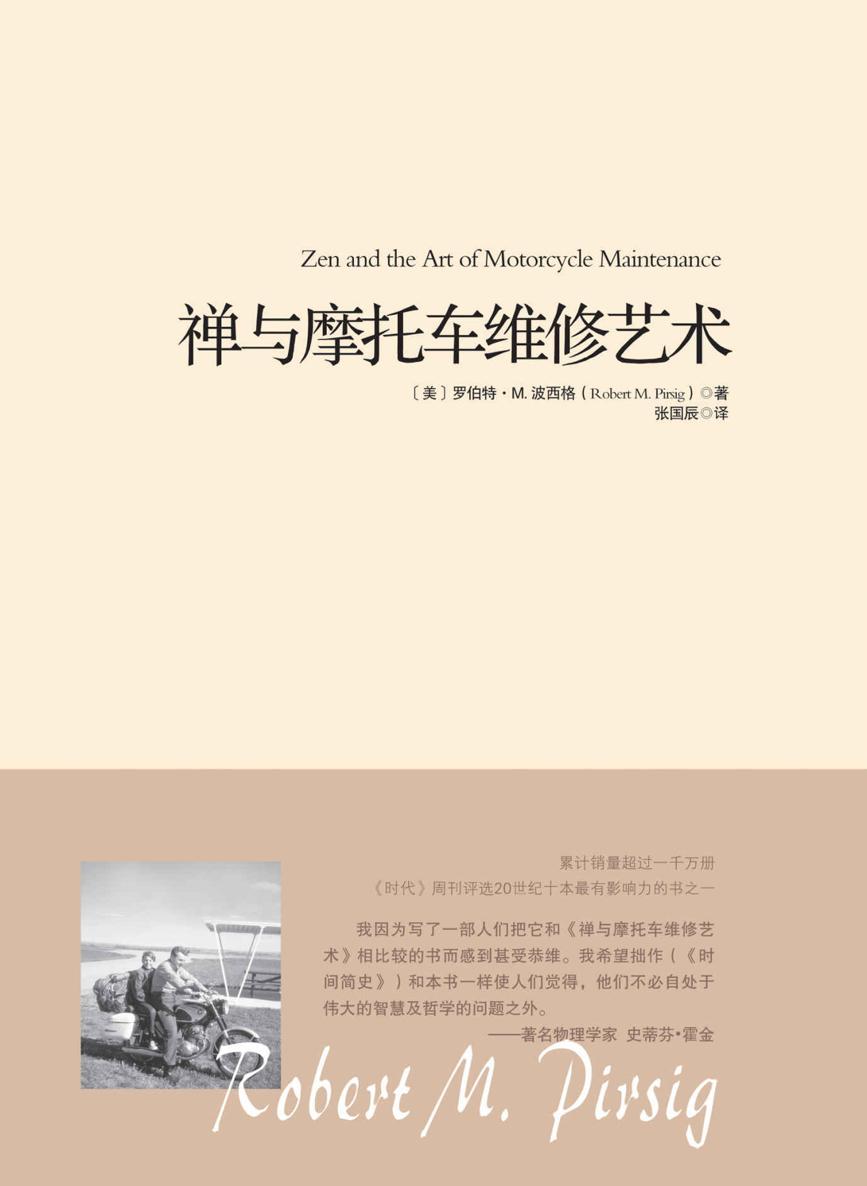 Zen and the Art of Motorcycle Maintenance
禅与摩托车维修艺术
〔美〕罗伯特·M. 波西格（Robert M. Pirsig）◎著
张国辰◎译
累计销量超过一千万册
《时代》周刊评选20世纪十本最有影响力的书之一
我因为写了一部人们把它和《禅与摩托车维修艺
术》相比较的书而感到甚受恭维。我希望拙作（《时
间简史》）和本书一样使人们觉得，他们不必自处于
伟大的智慧及哲学的问题之外。
——著名物理学家 史蒂芬•霍金
Robert M. Pirsig